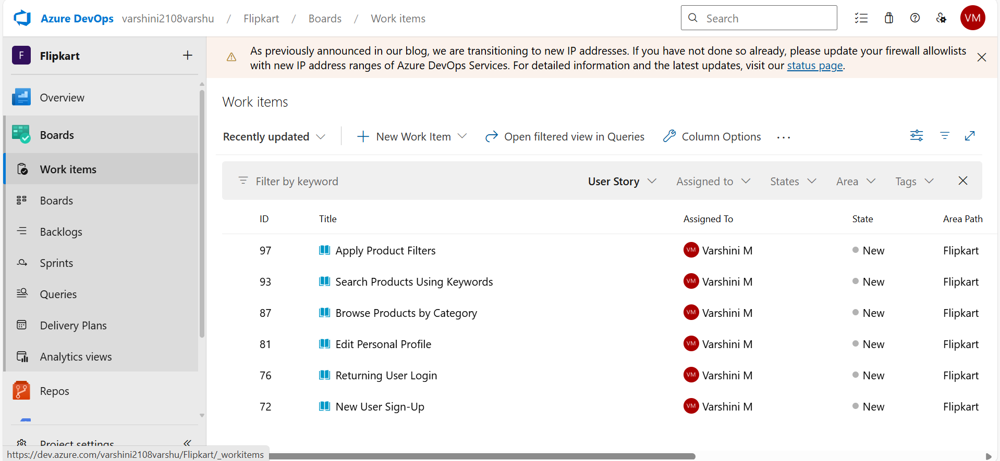 Azure DevOps varshini2108varshu / Flipkart / Boards / Work items Search VM
F Flipkart
As previously announced in our blog, we are transitioning to new IP addresses. If you have not done so already, please update your firewall allowlists
with new IP address ranges of Azure DevOps Services. For detailed information and the latest updates, visit our status page.
Overview
Boards
Work items
Boards
Backlogs
Sprints
Queries
Delivery Plans
Analytics views
Repos
Project settings
Work items
Recently updated New Work Item Open filtered view in Queries Column Options ...
Filter by keyword User Story Assigned to States Area Tags
ID Title Assigned To State Area Path
97 Apply Product Filters VM Varshini M New Flipkart
93 Search Products Using Keywords VM Varshini M New Flipkart
87 Browse Products by Category VM Varshini M New Flipkart
81 Edit Personal Profile VM Varshini M New Flipkart
76 Returning User Login VM Varshini M New Flipkart
72 New User Sign-Up VM Varshini M New Flipkart
https://dev.azure.com/varshini2108varshu/Flipkart/_workitems